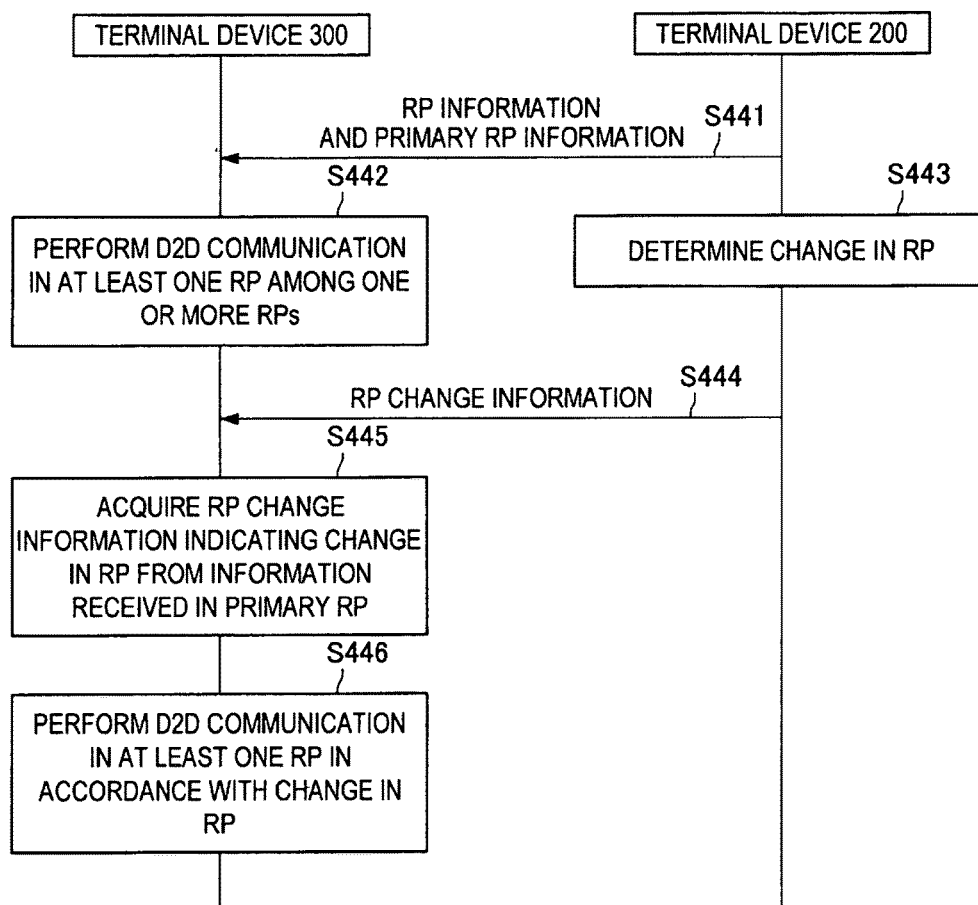 TERMINAL DEVICE 300
TERMINAL DEVICE 200
RP INFORMATION
AND PRIMARY RP INFORMATION
S441
S442
S443
PERFORM D2D COMMUNICATION
IN AT LEAST ONE RP AMONG ONE
OR MORE RPs
DETERMINE CHANGE IN RP
RP CHANGE INFORMATION
S444
S445
ACQUIRE RP CHANGE
INFORMATION INDICATING CHANGE
IN RP FROM INFORMATION
RECEIVED IN PRIMARY RP
S446
PERFORM D2D COMMUNICATION
IN AT LEAST ONE RP IN
ACCORDANCE WITH CHANGE IN
RP